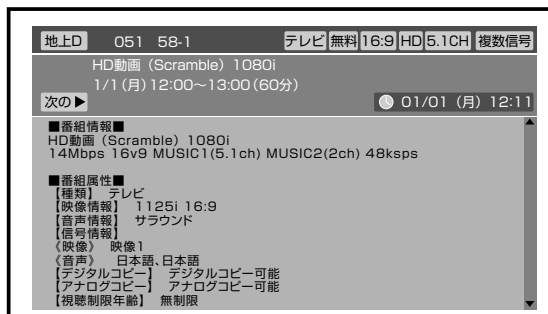 地上D 051 58-1 テレビ 無料 16:9 HD 5.1CH 複数信号
HD動画（Scramble）1080i
1/1(月)12:00～13:00(60分)
次の▶ 01/01（月）12:11
■番組情報■
HD動画（Scramble）1080i
14Mbps 16v9 MUSIC1(5.1ch) MUSIC2(2ch) 48ksps
■番組属性■
【種類】 テレビ
【映像情報】 1125i 16:9
【音声情報】 サラウンド
【信号情報】
《映像》 映像1
《音声》 日本語、日本語
【デジタルコピー】 デジタルコピー可能
【アナログコピー】 アナログコピー可能
【視聴制限年齢】 無制限